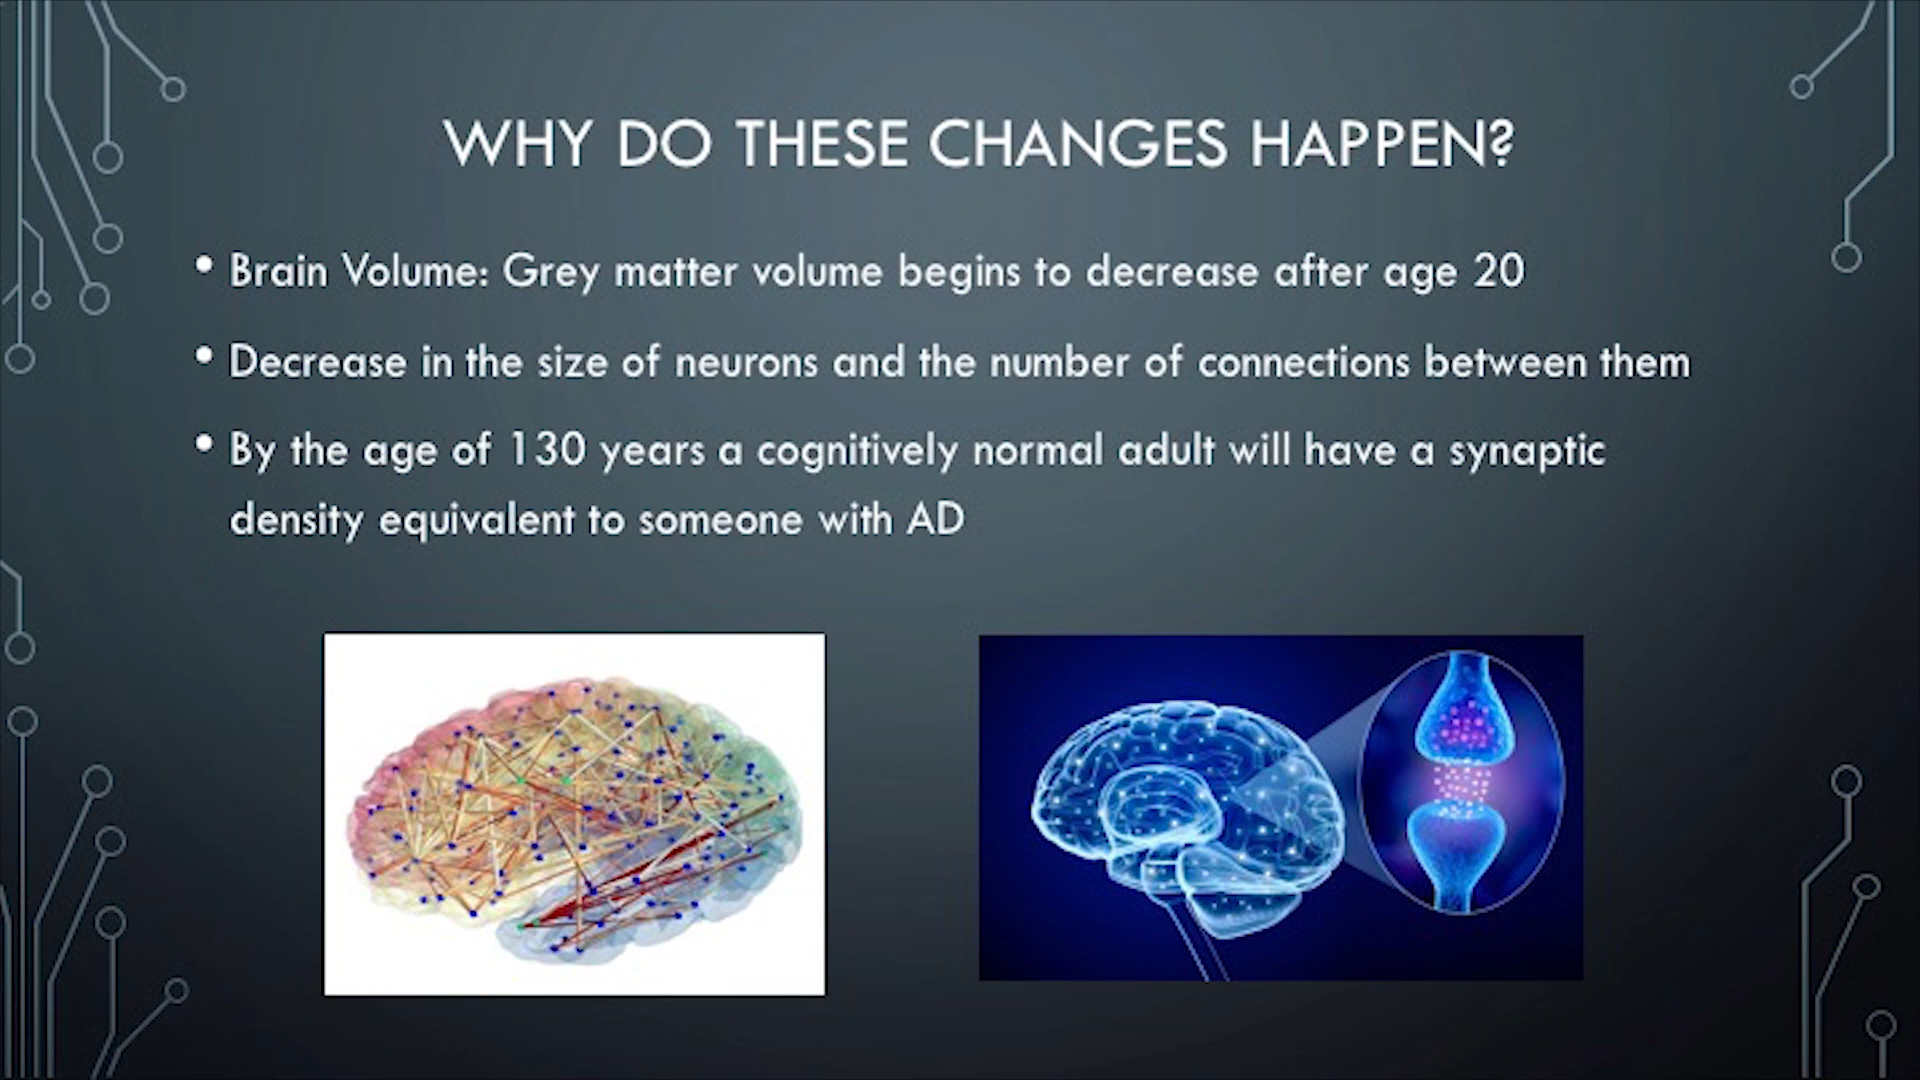 WHY DO THESE CHANGES HAPPEN?
• Brain Volume: Grey matter volume begins to decrease after age 20
• Decrease in the size of neurons and the number of connections between them
• By the age of 130 years a cognitively normal adult will have a synaptic
density equivalent to someone with AD